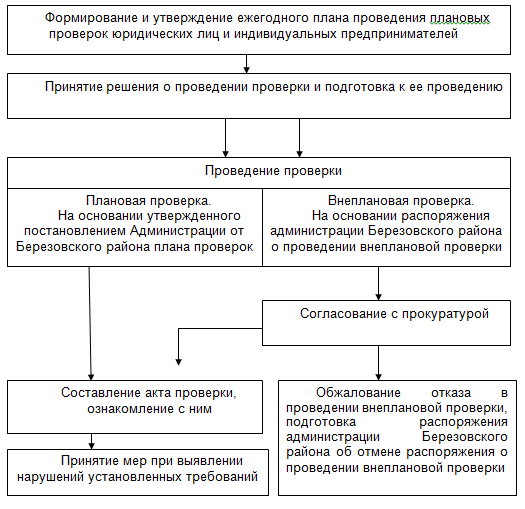 Формирование и утверждение ежегодного плана проведения плановых
проверок юридических лиц и индивидуальных предпринимателей
Принятие решения о проведении проверки и подготовка к ее проведению
Проведение проверки
Плановая проверка.
На основании утвержденного
постановлением Администрации от
Березовского района плана проверок
Внеплановая проверка.
На основании распоряжения
администрации Березовского района
о проведении внеплановой проверки
Согласование с прокуратурой
Составление акта проверки,
ознакомление с ним
Обжалование отказа в
проведении внеплановой проверки,
подготовка распоряжения
администрации Березовского
района об отмене распоряжения о
проведении внеплановой проверки
Принятие мер при выявлении
нарушений установленных требований